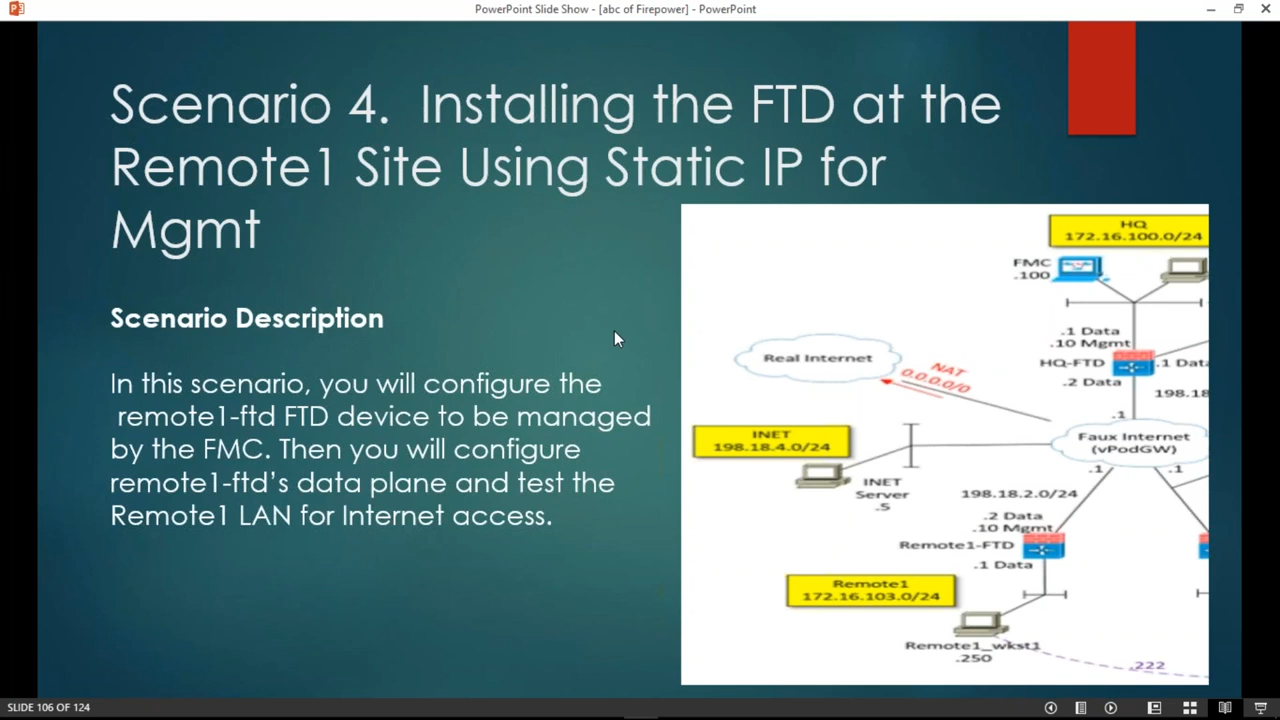 PowerPoint Slide Show - [abc of Firepower] - PowerPoint
Scenario 4. Installing the FTD at the
Remote1 Site Using Static IP for
Mgmt
Scenario Description
In this scenario, you will configure the
remote1-ftd FTD device to be managed
by the FMC. Then you will configure
remote1-ftd’s data plane and test the
Remote1 LAN for Internet access.
HQ
172.16.100.0/24
FMC
.100
.1 Data
.10 Mgmt
HQ-FTD
.1 Data
.2 Data
198.18
.1
Real Internet
NAT
0.0.0.0/0
INET
198.18.4.0/24
Faux Internet
(vPodGW)
.1
.1
INET
Server
.5
198.18.2.0/24
.2 Data
.10 Mgmt
Remote1-FTD
.1 Data
Remote1
172.16.103.0/24
Remote1_wkst1
.250
.222
SLIDE 106 OF 124